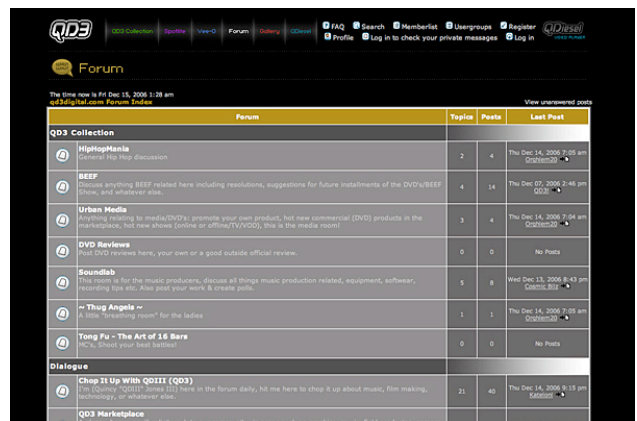 QD3
QD3 Collection Spottie Vee-O Forum Gallery QDiesel
FAQ Search Memberlist Usergroups Register
Profile Log in to check your private messages Log in
QDiesel
VIDEO MUNGER
Forum
The time now is Fri Dec 15, 2006 1:28 am
qd3digital.com Forum Index
View unanswered posts
Forum Topics Posts Last Post
QD3 Collection
HipHopMania
General Hip Hop discussion
2 4
Thu Dec 14, 2006 7:05 am
Orphiem20
BEEF
Discuss anything BEEF related here including resolutions, suggestions for future installments of the DVD's/BEEF
Show, and whatever else.
4 14
Thu Dec 07, 2006 2:46 pm
QD3!
Urban Media
Anything relating to media/DVD's: promote your own product, hot new commercial (DVD) products in the
marketplace, hot new shows (online or offline/TV/VOD), this is the media room!
3 4
Thu Dec 14, 2006 7:04 am
Orphiem20
DVD Reviews
Post DVD reviews here, your own or a good outside official review.
0 0 No Posts
Soundlab
This room is for the music producers, discuss all things music production related, equipment, softwear,
recording tips etc. Also post your work & create polls.
5 8
Wed Dec 13, 2006 8:43 pm
Cosmic Bliz
~ Thug Angels ~
A little "breathing room" for the ladies
1 1
Thu Dec 14, 2006 7:05 am
Orphiem20
Tong Fu - The Art of 16 Bars
MC's, Shoot your best battles!
0 0 No Posts
Dialogue
Chop It Up With QDIII (QD3)
I'm (Quincy "QDIII" Jones III) here in the forum daily, hit me here to chop it up about music, film making,
technology, or whatever else.
21 40
Thu Dec 14, 2006 9:15 pm
Kateloni
QD3 Marketplace